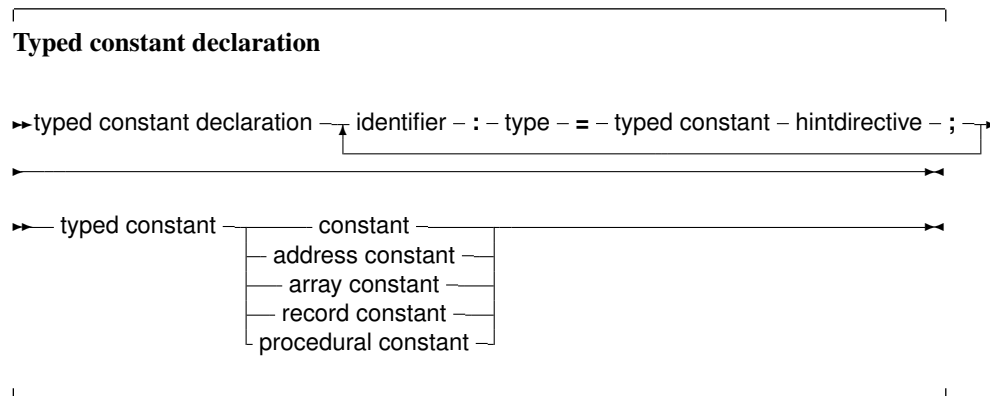 Typed constant declaration
typed constant declaration identifier : type = typed constant hintdirective ;
typed constant constant
address constant
array constant
record constant
procedural constant